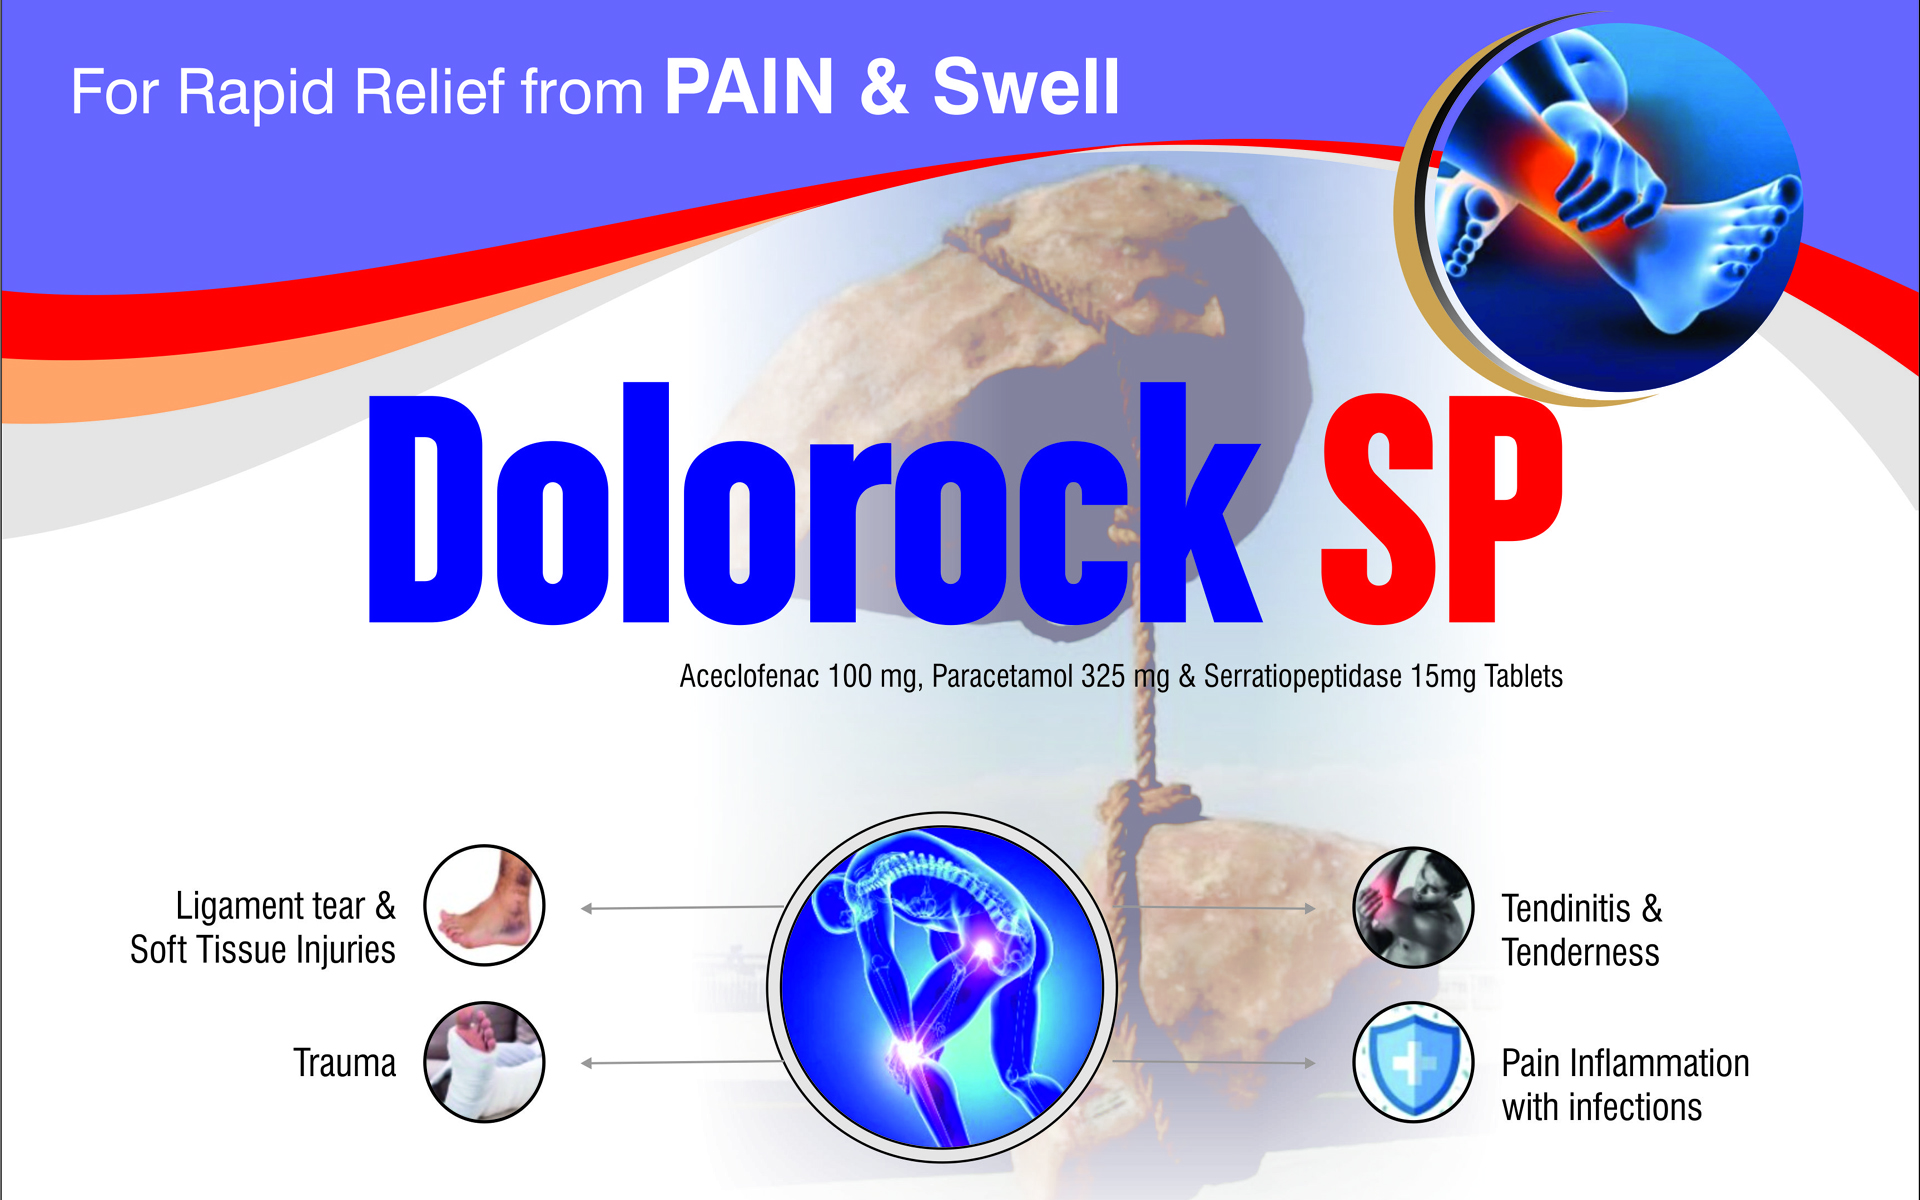 For Rapid Relief from PAIN & Swell
Dolorock SP
Aceclofenac 100 mg, Paracetamol 325 mg & Serratiopeptidase 15mg Tablets
Ligament tear &
Soft Tissue Injuries
Trauma
Tendinitis &
Tenderness
Pain Inflammation
with infections